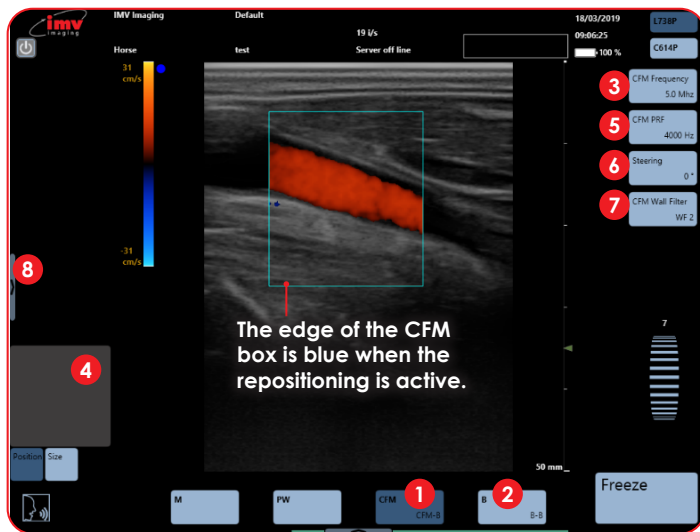 imv
imaging
IMV Imaging
Default
18/03/2019
L738P
19 i/s
09:06:25
Horse
test
Server off line
100 %
C614P
31
cm/s
3
CFM Frequency
5.0 Mhz
5
CFM PRF
4000 Hz
6
Steering
0 °
7
CFM Wall Filter
WF 2
-31
cm/s
8
The edge of the CFM
box is blue when the
repositioning is active.
7
4
Position
Size
50 mm
M
PW
CFM
1
CFM-B
B
2
B-B
Freeze